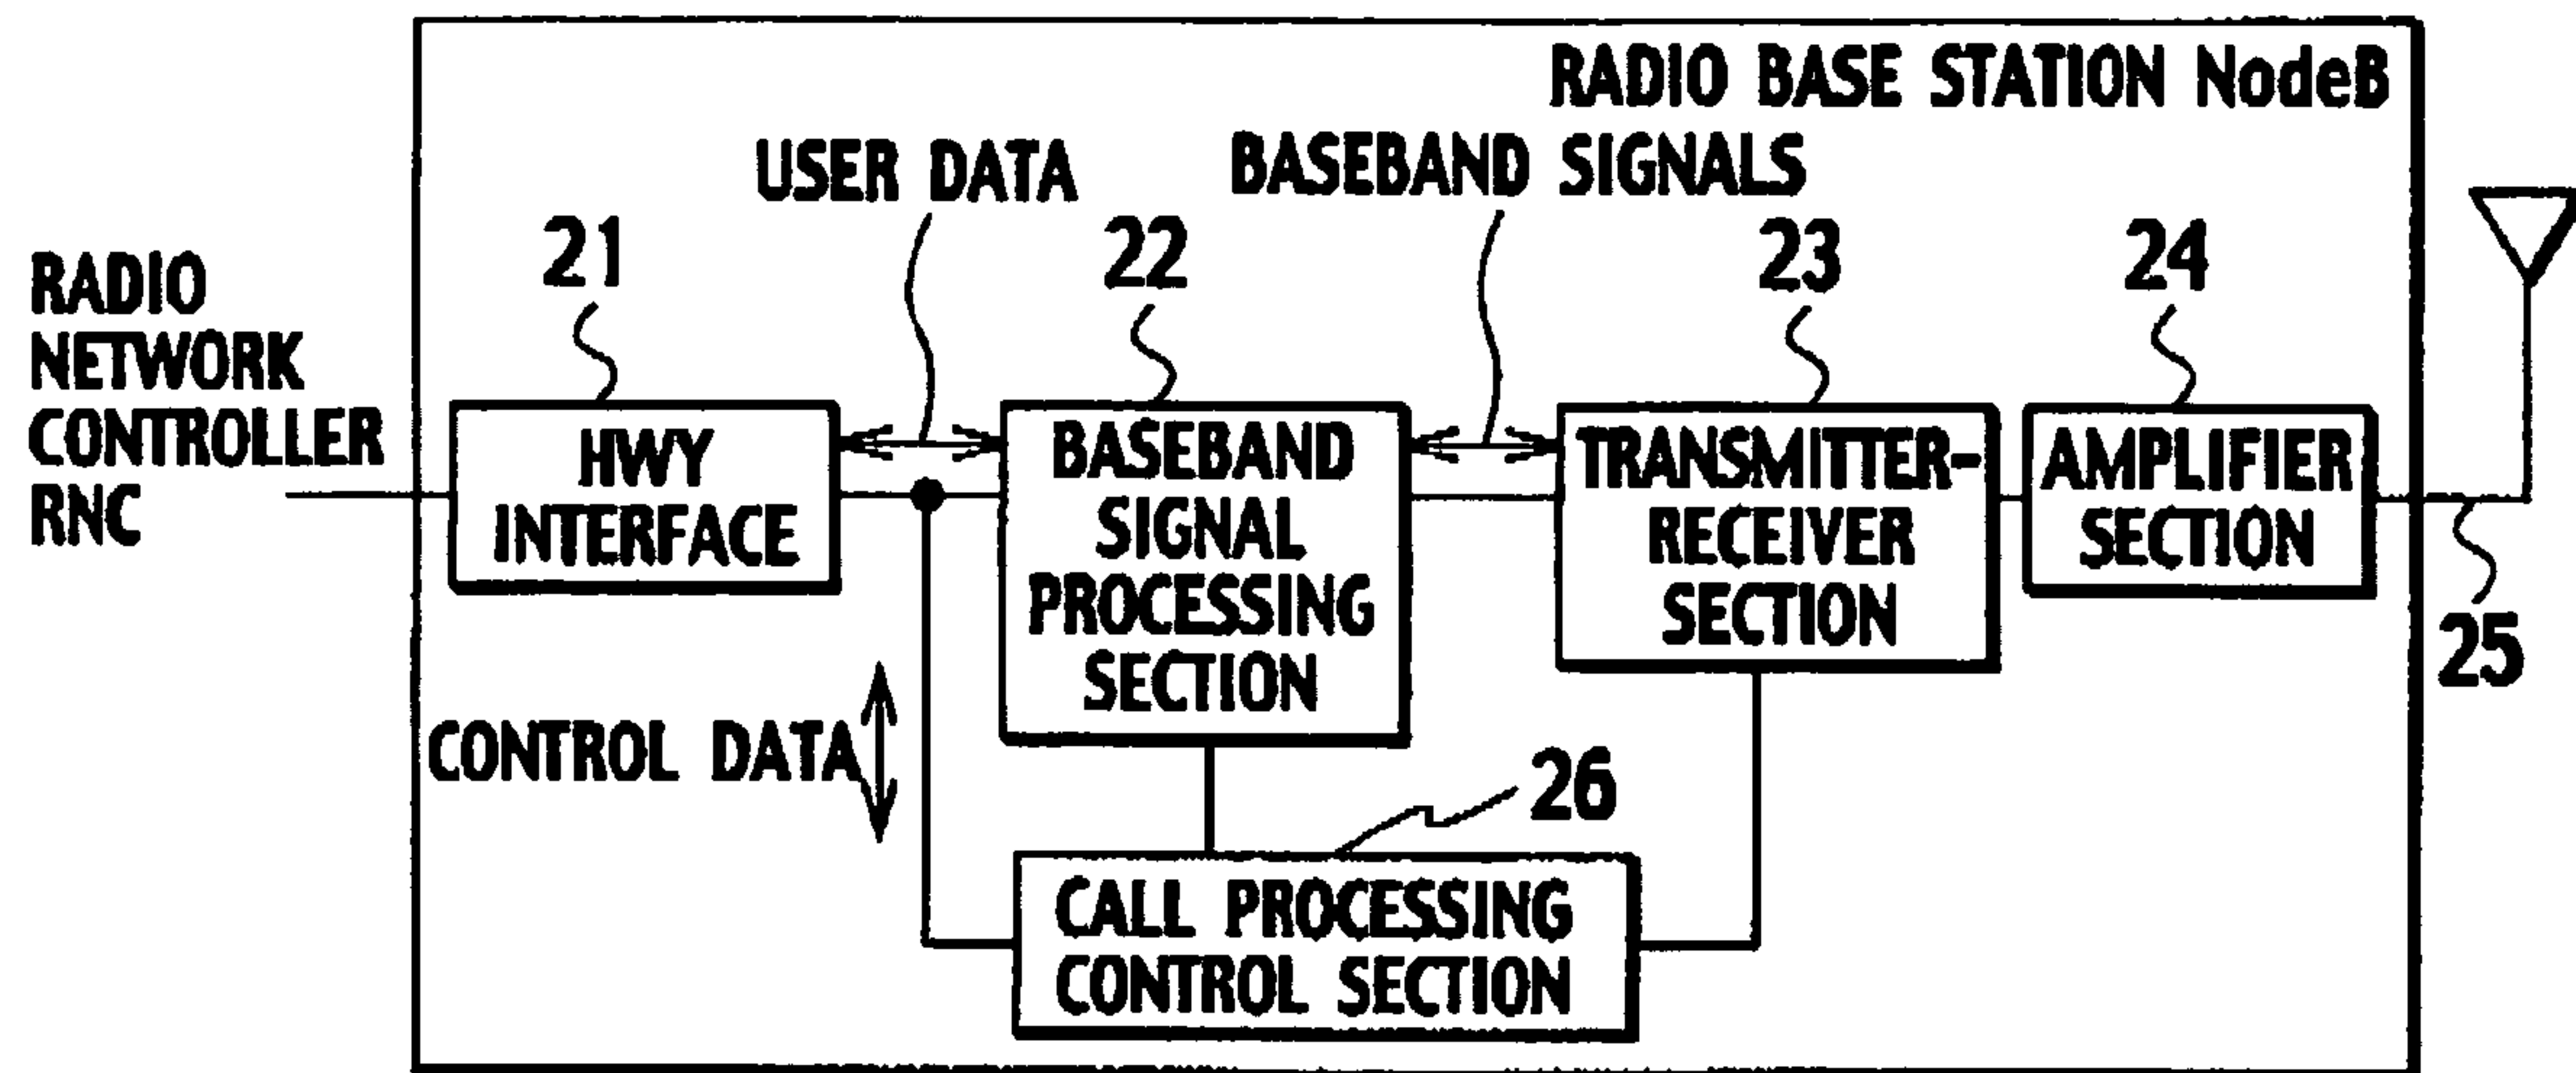 RADIO BASE STATION NodeB
USER DATA
BASEBAND SIGNALS
21
22
23
24
RADIO
NETWORK
CONTROLLER
RNC
HWY
INTERFACE
BASEBAND
SIGNAL
PROCESSING
SECTION
TRANSMITTER-
RECEIVER
SECTION
AMPLIFIER
SECTION
25
CONTROL DATA
26
CALL PROCESSING
CONTROL SECTION